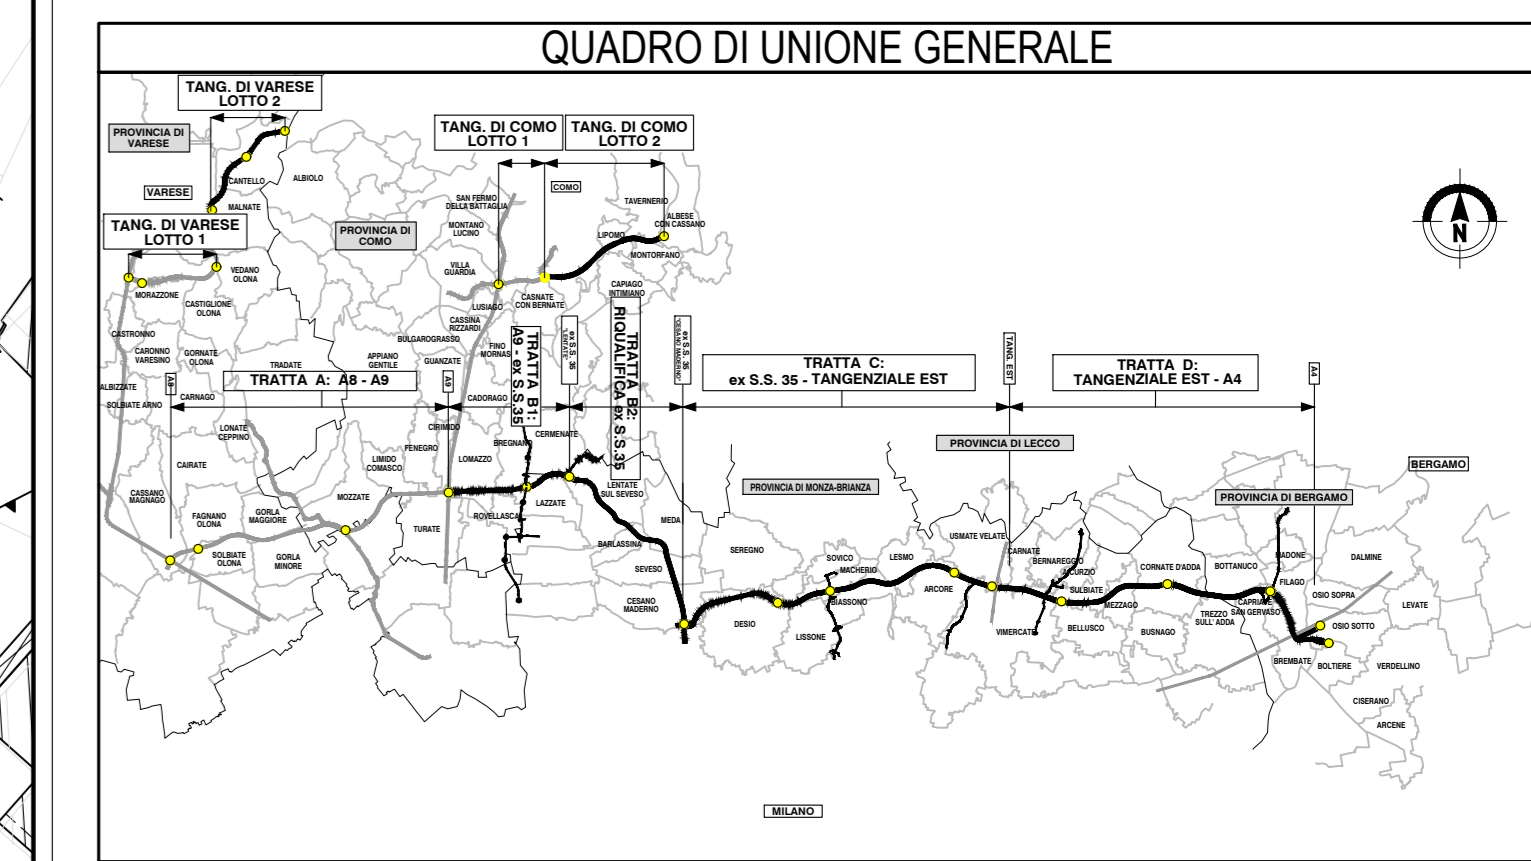 QUADRO DI UNIONE GENERALE
TANG. DI VARESE
LOTTO 2
PROVINCIA DI
VARESE
CANTELLO
ALBIOLO
VARESE
MALNATE
TANG. DI VARESE
LOTTO 1
PROVINCIA DI
COMO
TANG. DI COMO
LOTTO 1
TANG. DI COMO
LOTTO 2
COMO
SAN FERMO
DELLA BATTAGLIA
MONTANO
LUCINO
VILLA
GUARDIA
TAVERNERIO
ALBESE
CON CASSANO
LIPOMO
MONTORFANO
CAPIAGO
INTIMIANO
N
VEDANO
OLONA
MORAZZONE
CASTIGLIONE
OLONA
LUSIAGO
CASNATE
CON BERNATE
CASSINA
RIZZARDI
CASTRONNO
CARONNO
VARESINO
GORNATE
OLONA
TRADATE
APPIANO
GENTILE
BULGAROGRASSO
GUANZATE
FINO
MORNAS
ALBIZZATE
SOLBIATE ARNO
CARNAGO
A8
TRATTA A: A8 - A9
A9
CADORAGO
TRATTA B1:
A9 - ex S.S.35
ex S.S. 35
"LENTATE"
TRATTA B2:
RIQUALIFICA ex S.S.35
ex S.S. 35
"CESANO MADERNO"
TRATTA C:
ex S.S. 35 - TANGENZIALE EST
TANG. EST
TRATTA D:
TANGENZIALE EST - A4
A4
LONATE
CEPPINO
CIRIMIDO
FENEGRO
BREGNANO
CERMENATE
LOMAZZO
LIMIDO
COMASCO
CAIRATE
CASSANO
MAGNAGO
MOZZATE
FAGNANO
OLONA
GORLA
MAGGIORE
TURATE
ROVELLASCA
LAZZATE
LENTATE
SUL SEVESO
MEDA
SOLBIATE
OLONA
GORLA
MINORE
BARLASSINA
SEVESO
CESANO
MADERNO
PROVINCIA DI LECCO
PROVINCIA DI MONZA-BRIANZA
BERGAMO
PROVINCIA DI BERGAMO
SEREGNO
SOVICO
MACHERIO
LESMO
USMATE VELATE
CARNATE
BERNAREGGIO
AICURZIO
SULBIATE
CORNATE D'ADDA
BOTTANUCO
MADONE
DALMINE
FILAGO
OSIO SOPRA
ARCORE
BIASSONO
DESIO
LISSONE
VIMERCATE
MEZZAGO
BELLUSCO
BUSNAGO
TREZZO
SULL' ADDA
CAPRIATE
SAN GERVASO
LEVATE
OSIO SOTTO
BREMBATE
BOLTIERE
VERDELLINO
CISERANO
ARCENE
MILANO